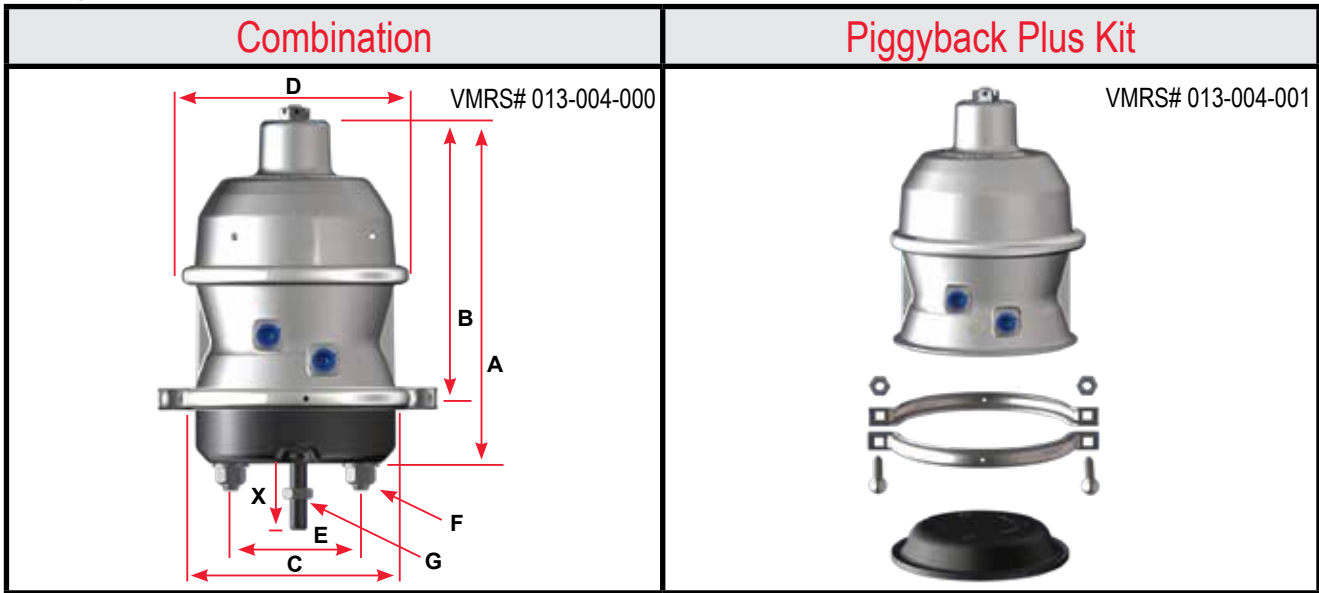 Combination
Piggyback Plus Kit
VMRS# 013-004-000
VMRS# 013-004-001
D
B
A
X
E
F
C
G